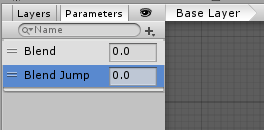 Layers Parameters Base Layer
Name
Blend 0.0
Blend Jump 0.0